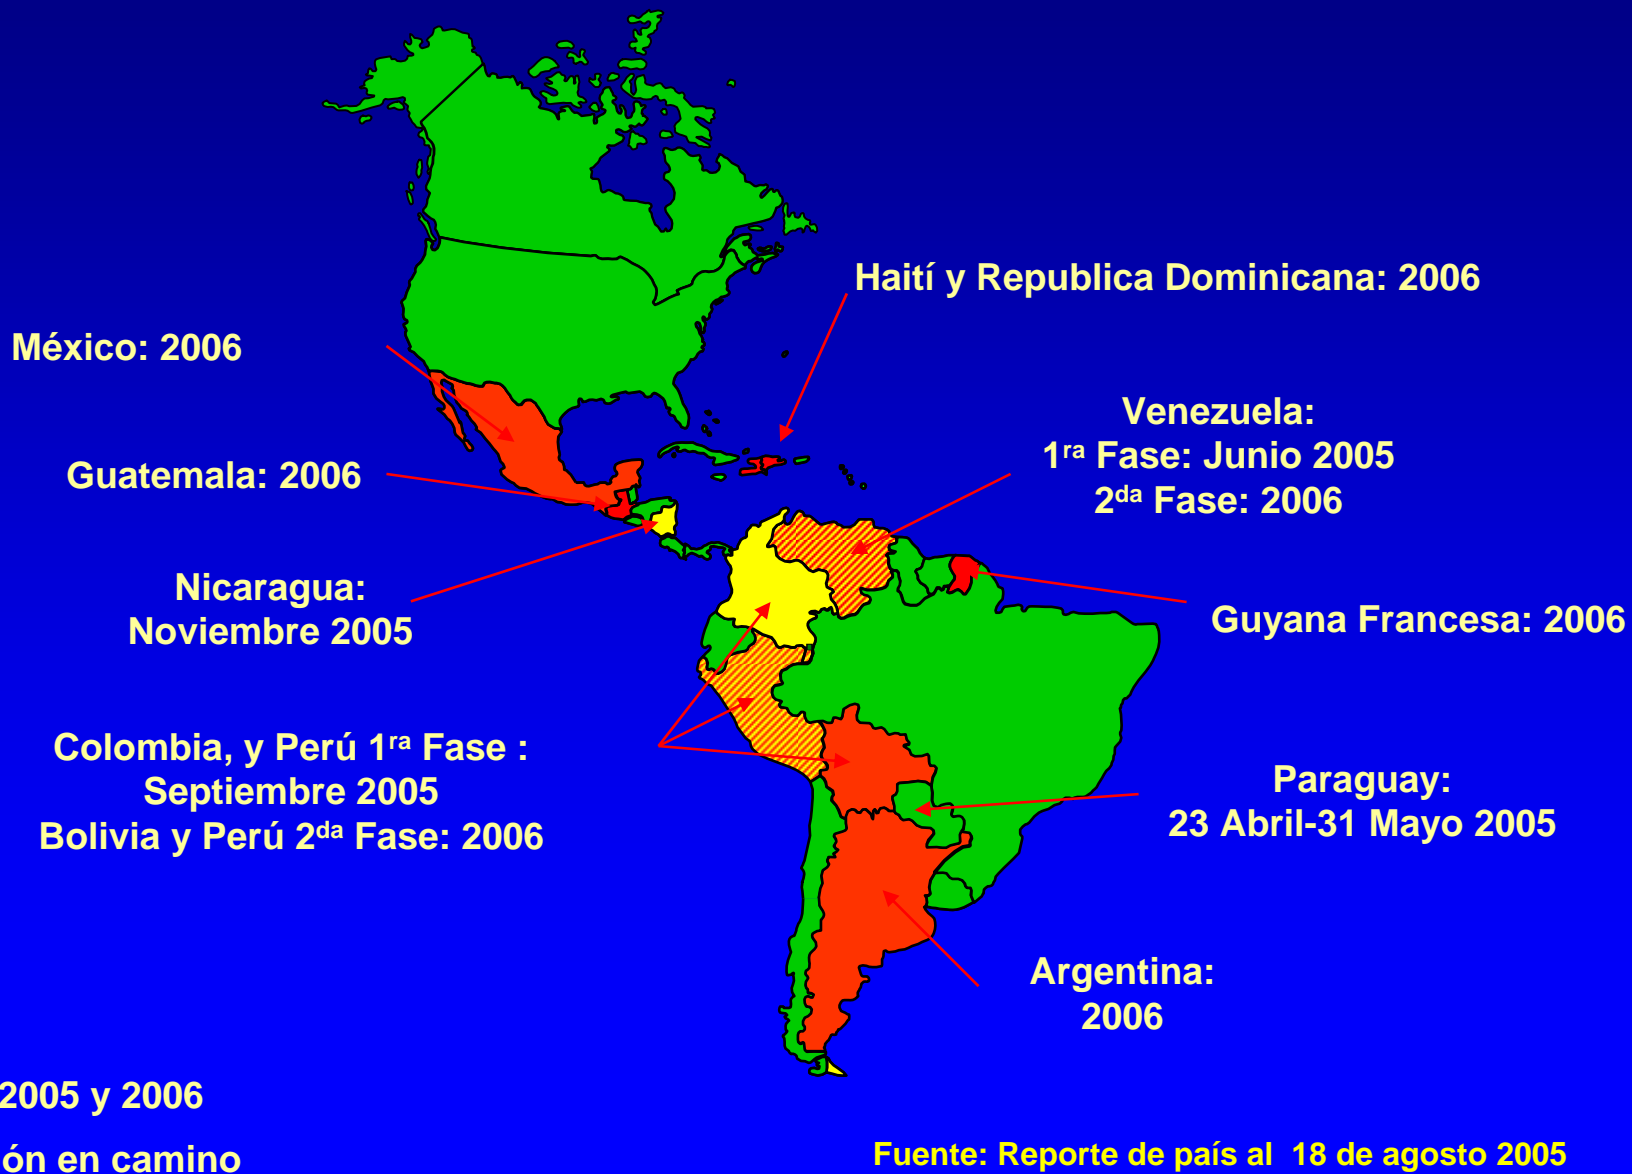 Haití y Republica Dominicana: 2006
México: 2006
Venezuela:
1ra Fase: Junio 2005
2da Fase: 2006
Guatemala: 2006
Nicaragua:
Noviembre 2005
Guyana Francesa: 2006
Colombia, y Perú 1ra Fase :
Septiembre 2005
Bolivia y Perú 2da Fase: 2006
Paraguay:
23 Abril-31 Mayo 2005
Argentina:
2006
2005 y 2006
ón en camino
Fuente: Reporte de país al 18 de agosto 2005